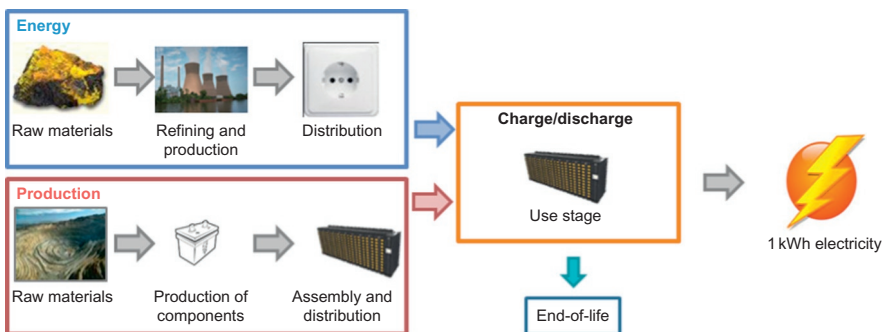 Energy
Raw materials
Refining and
production
Distribution
Production
Raw materials
Production of
components
Assembly and
distribution
Charge/discharge
Use stage
End-of-life
1 kWh electricity